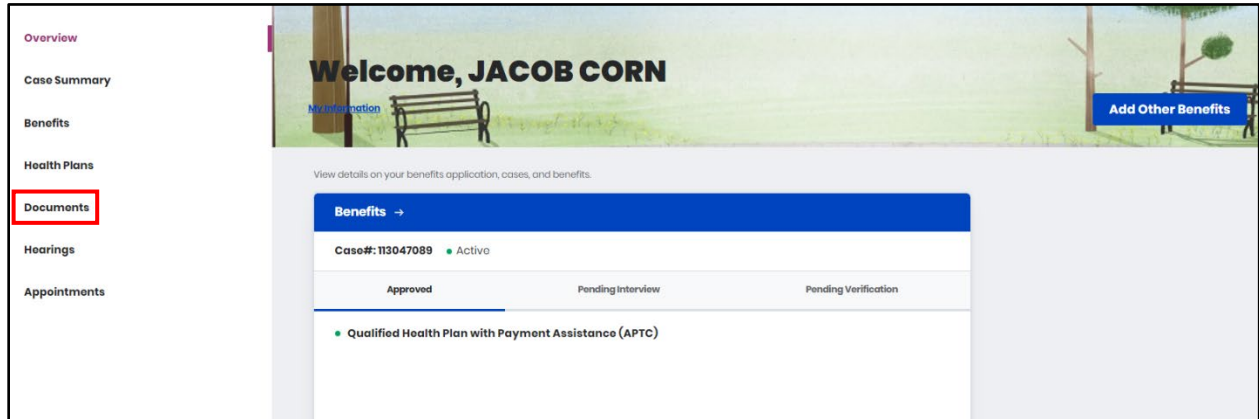 Overview
Case Summary
Benefits
Health Plans
Documents
Hearings
Appointments
Welcome, JACOB CORN
My Information
Add Other Benefits
View details on your benefits application, cases, and benefits.
Benefits →
Case#: 113047089 • Active
Approved Pending Interview Pending Verification
• Qualified Health Plan with Payment Assistance (APTC)